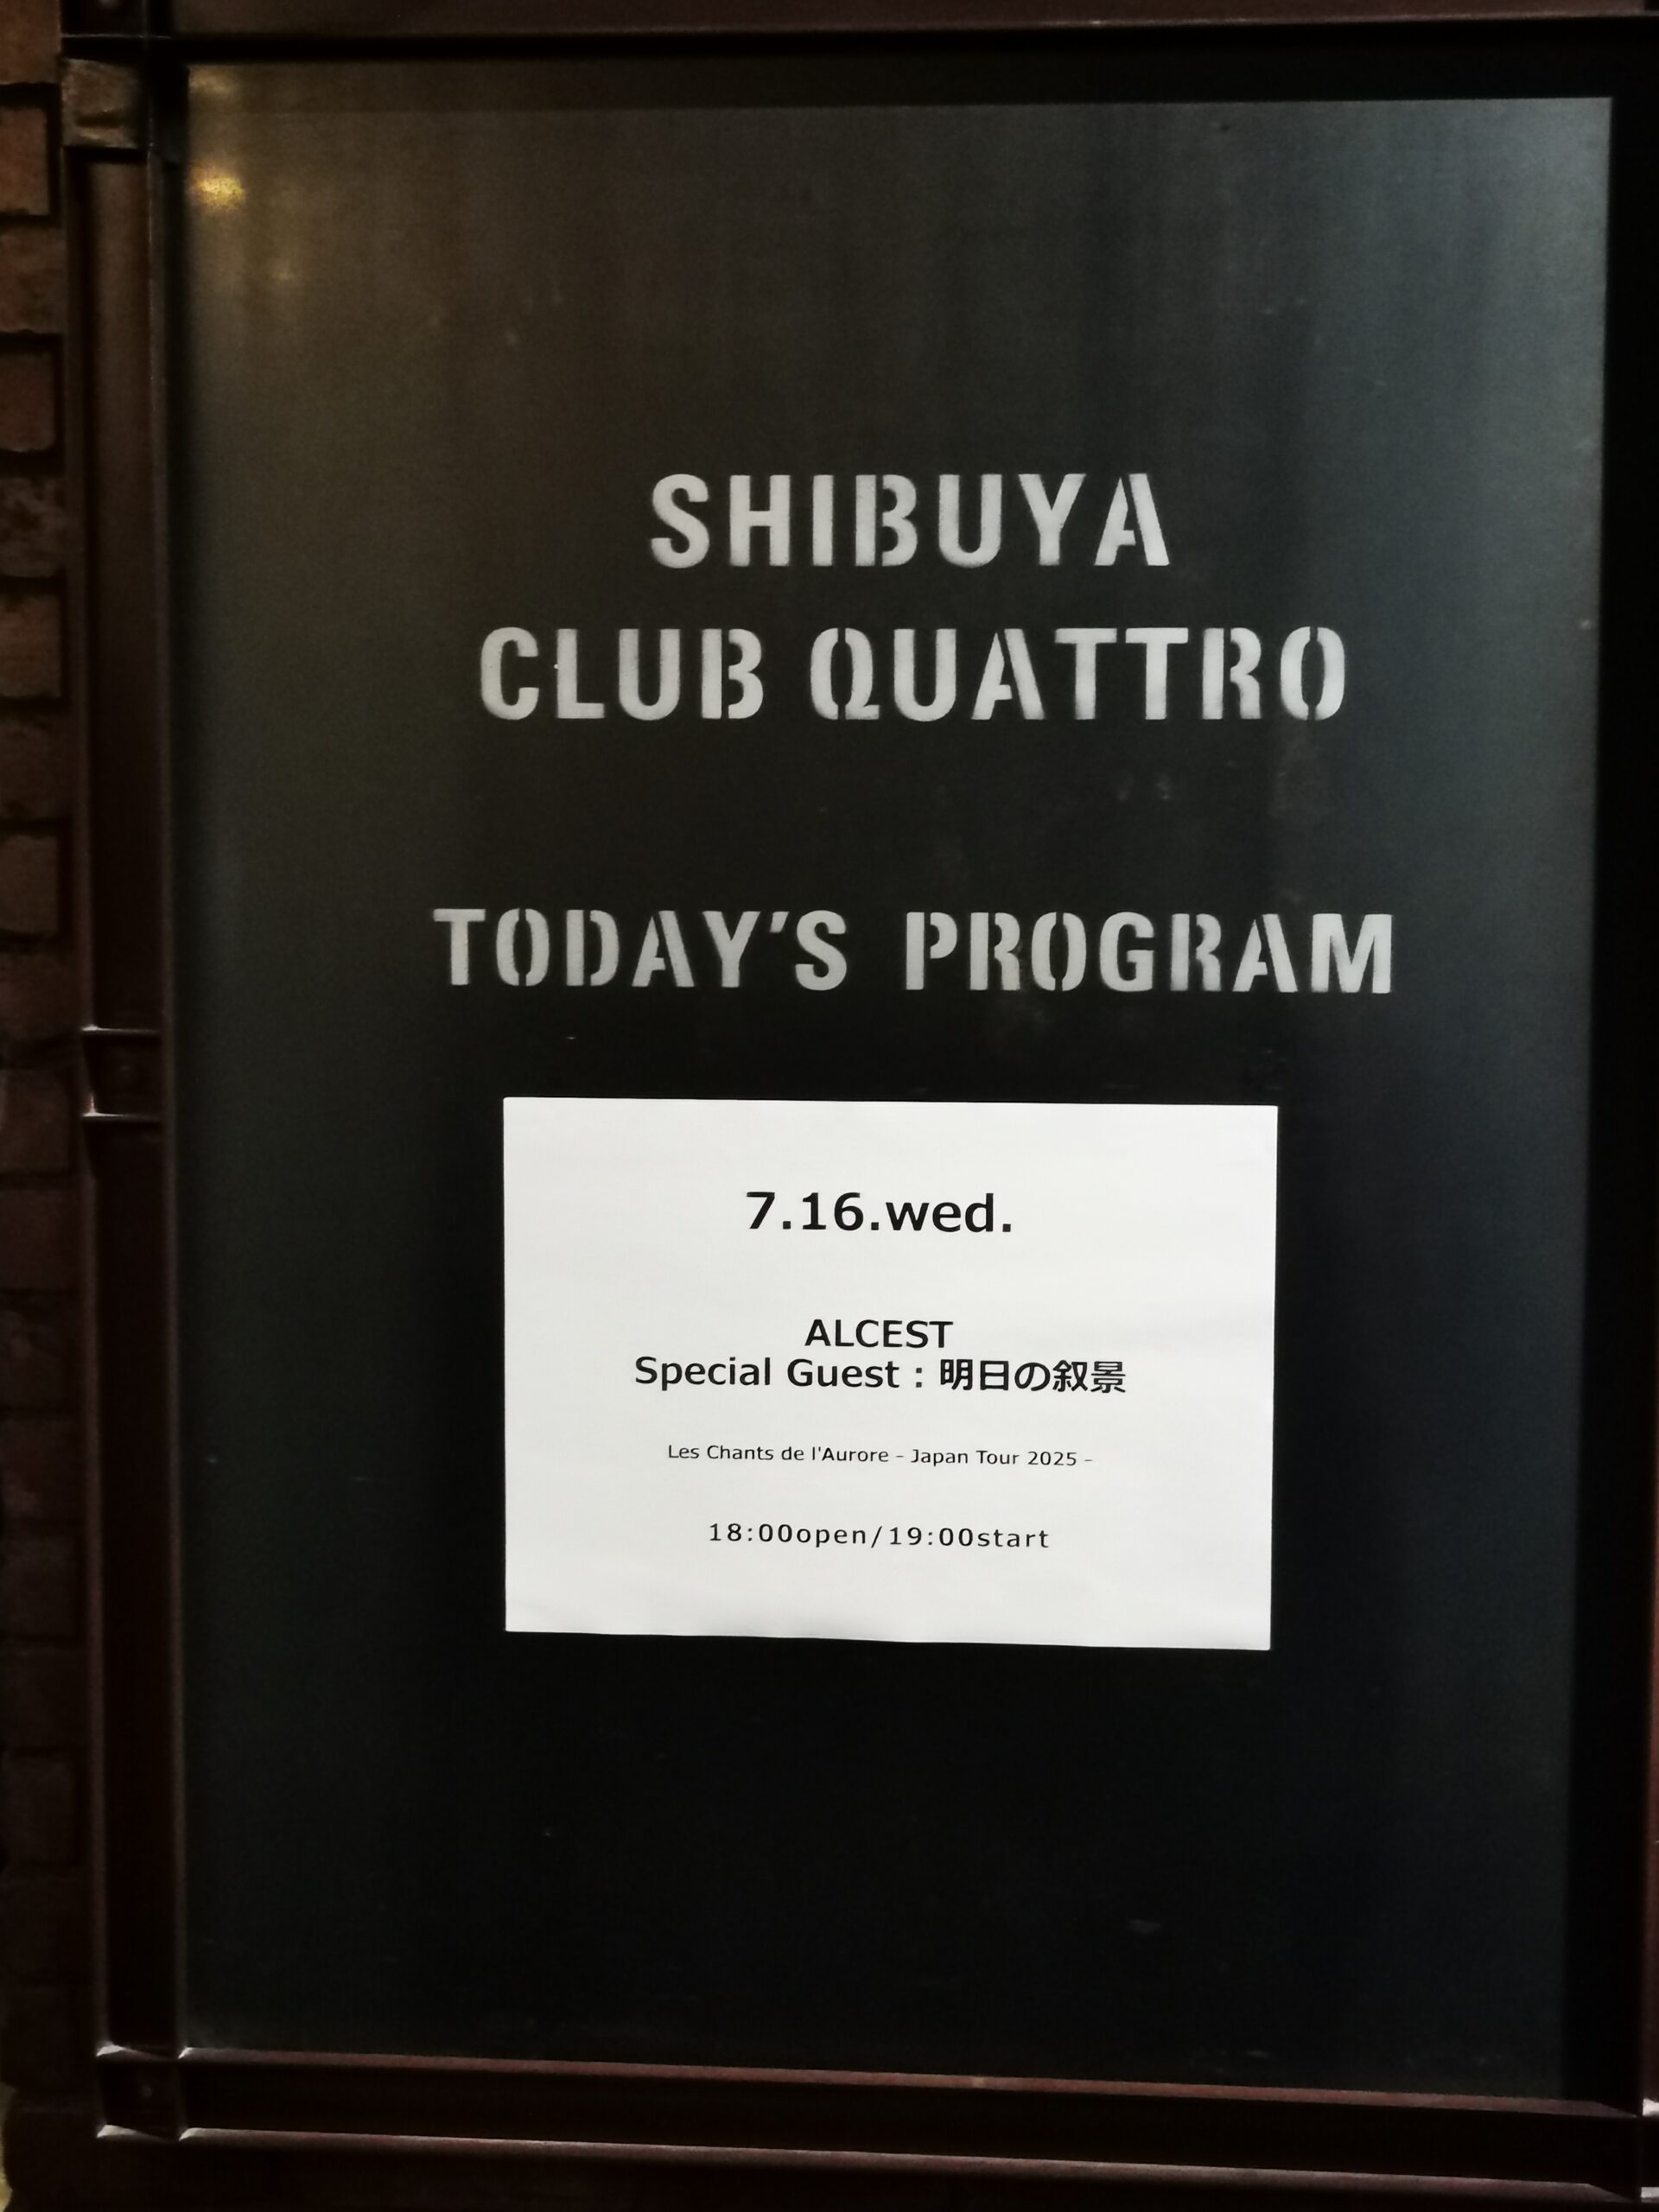 SHIBUYA
CLUB QUATTRO
TODAY'S PROGRAM
7.16.wed.
ALCEST
Special Guest : 明日の叙景
Les Chants de l'Aurore - Japan Tour 2025 -
18:00open/19:00start